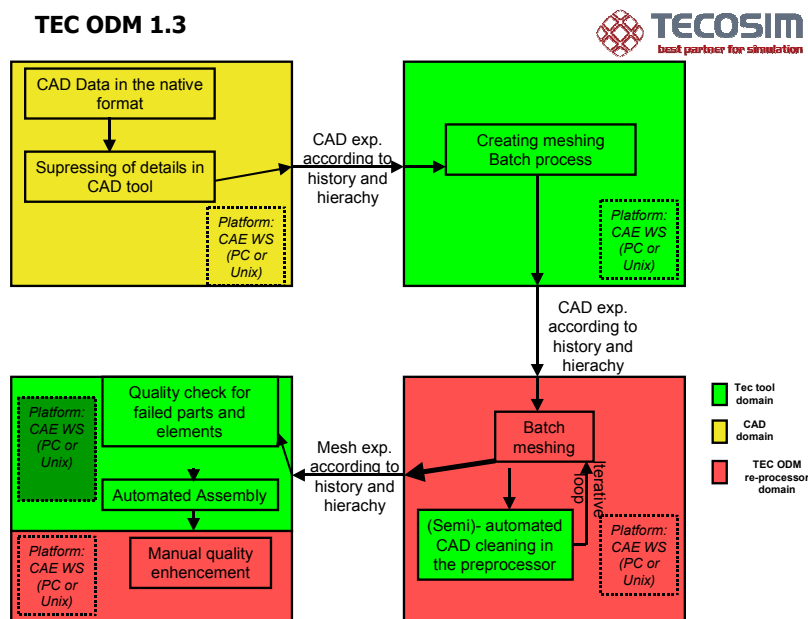 TEC ODM 1.3
TECOSIM
best partner for simulation
CAD Data in the native
format
Supressing of details in
CAD tool
Platform:
CAE WS
(PC or
Unix)
CAD exp.
according to
history and
hierachy
Creating meshing
Batch process
Platform:
CAE WS
(PC or
Unix)
CAD exp.
according to
history and
hierachy
Quality check for
failed parts and
elements
Platform:
CAE WS
(PC or
Unix)
Automated Assembly
Platform:
CAE WS
(PC or
Unix)
Manual quality
enhencement
Mesh exp.
according to
history and
hierachy
Batch
meshing
Iterative
loop
(Semi)- automated
CAD cleaning in
the preprocessor
Platform:
CAE WS
(PC or
Unix)
Tec tool
domain
CAD
domain
TEC ODM
re-processor
domain